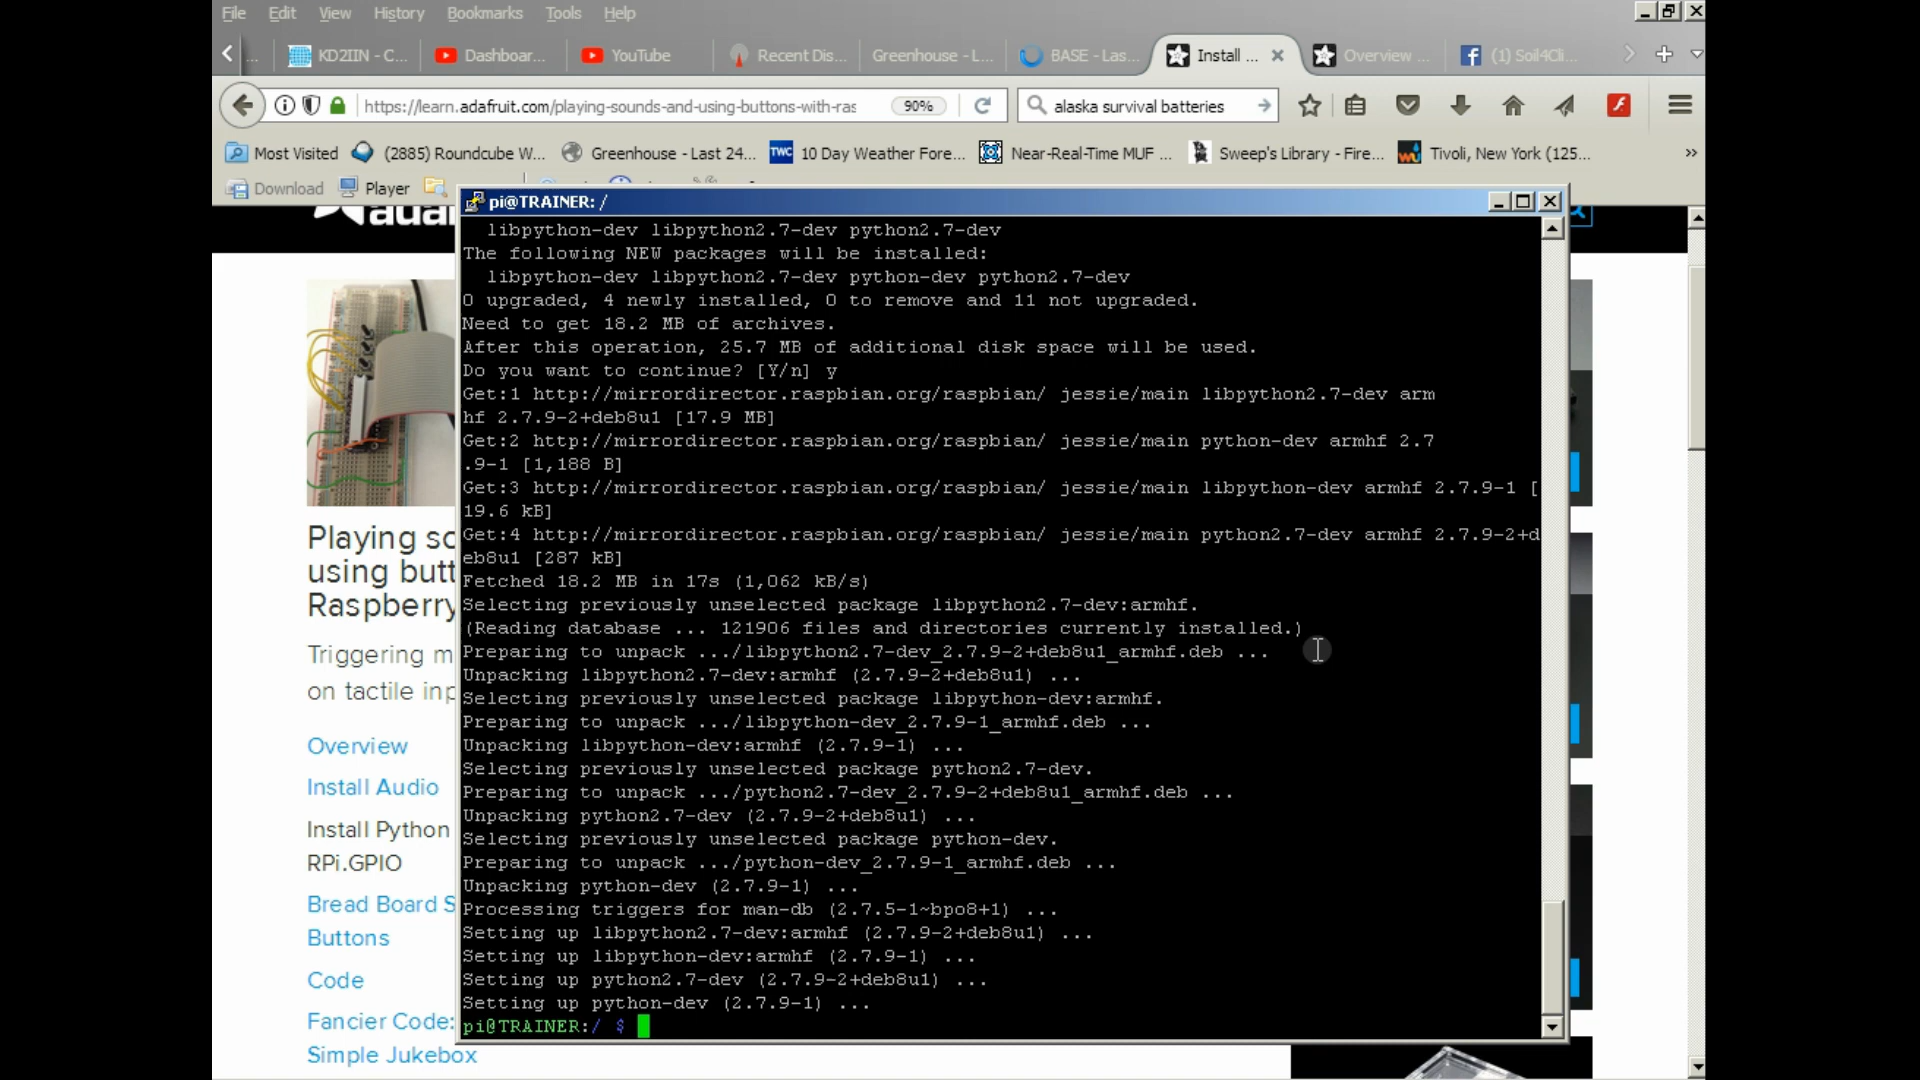 File Edit View History Bookmarks Tools Help
... KD2IIN - C... Dashboar... YouTube Recent Dis... Greenhouse - L... BASE - Las... Install ... Overview ... (1) Soil4Cli...
https://learn.adafruit.com/playing-sounds-and-using-buttons-with-ras 90% alaska survival batteries
Most Visited (2885) Roundcube W... Greenhouse - Last 24... TWC 10 Day Weather Fore... Near-Real-Time MUF ... Sweep's Library - Fire... Tivoli, New York (125... »
Download Player
pi@TRAINER: /
libpython-dev libpython2.7-dev python2.7-dev
The following NEW packages will be installed:
libpython-dev libpython2.7-dev python-dev python2.7-dev
0 upgraded, 4 newly installed, 0 to remove and 11 not upgraded.
Need to get 18.2 MB of archives.
After this operation, 25.7 MB of additional disk space will be used.
Do you want to continue? [Y/n] y
Get:1 http://mirrordirector.raspbian.org/raspbian/ jessie/main libpython2.7-dev arm
hf 2.7.9-2+deb8u1 [17.9 MB]
Get:2 http://mirrordirector.raspbian.org/raspbian/ jessie/main python-dev armhf 2.7
.9-1 [1,188 B]
Get:3 http://mirrordirector.raspbian.org/raspbian/ jessie/main libpython-dev armhf 2.7.9-1 [
19.6 kB]
Get:4 http://mirrordirector.raspbian.org/raspbian/ jessie/main python2.7-dev armhf 2.7.9-2+d
eb8u1 [287 kB]
Fetched 18.2 MB in 17s (1,062 kB/s)
Selecting previously unselected package libpython2.7-dev:armhf.
(Reading database ... 121906 files and directories currently installed.)
Preparing to unpack .../libpython2.7-dev_2.7.9-2+deb8u1_armhf.deb ...
Unpacking libpython2.7-dev:armhf (2.7.9-2+deb8u1) ...
Selecting previously unselected package libpython-dev:armhf.
Preparing to unpack .../libpython-dev_2.7.9-1_armhf.deb ...
Unpacking libpython-dev:armhf (2.7.9-1) ...
Selecting previously unselected package python2.7-dev.
Preparing to unpack .../python2.7-dev_2.7.9-2+deb8u1_armhf.deb ...
Unpacking python2.7-dev (2.7.9-2+deb8u1) ...
Selecting previously unselected package python-dev.
Preparing to unpack .../python-dev_2.7.9-1_armhf.deb ...
Unpacking python-dev (2.7.9-1) ...
Processing triggers for man-db (2.7.5-1~bpo8+1) ...
Setting up libpython2.7-dev:armhf (2.7.9-2+deb8u1) ...
Setting up libpython-dev:armhf (2.7.9-1) ...
Setting up python2.7-dev (2.7.9-2+deb8u1) ...
Setting up python-dev (2.7.9-1) ...
pi@TRAINER:/ $
Playing so
using butt
Raspberry
Triggering m
on tactile inp
Overview
Install Audio
Install Python
RPi.GPIO
Bread Board S
Buttons
Code
Fancier Code:
Simple Jukebox